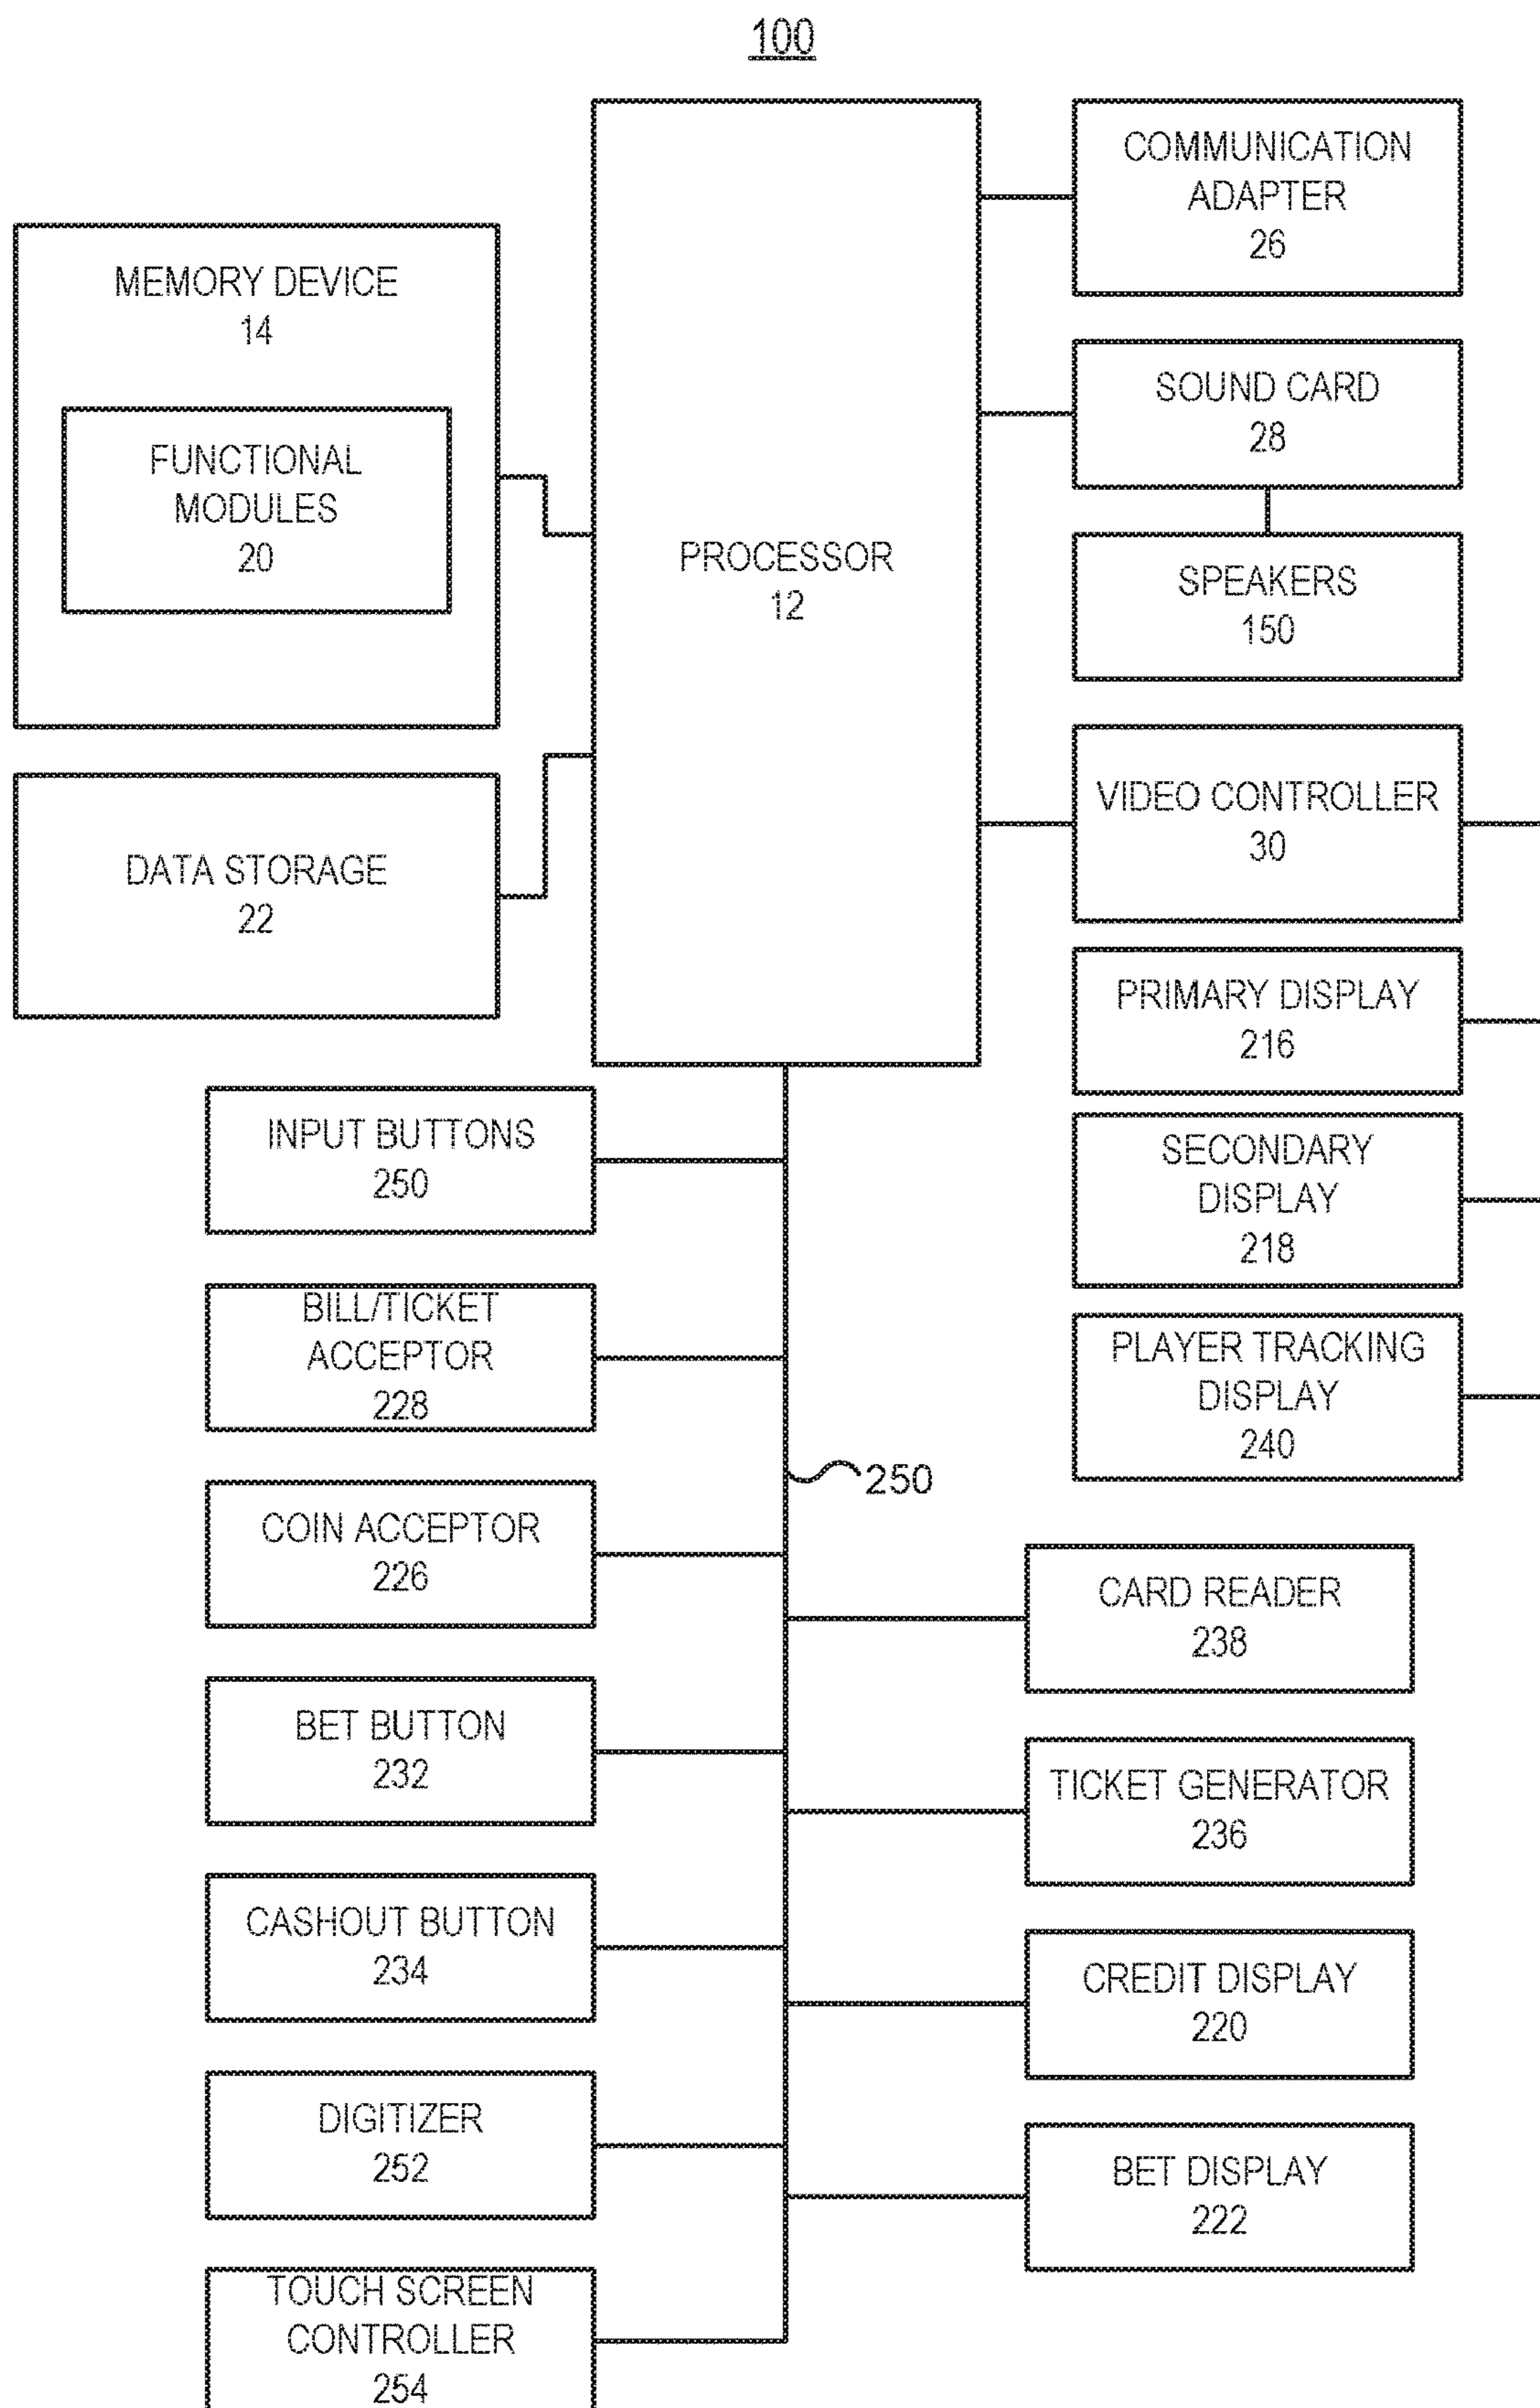 100
COMMUNICATION
ADAPTER
26
MEMORY DEVICE
14
FUNCTIONAL
MODULES
20
PROCESSOR
12
SOUND CARD
28
SPEAKERS
150
VIDEO CONTROLLER
30
DATA STORAGE
22
PRIMARY DISPLAY
216
SECONDARY
DISPLAY
218
PLAYER TRACKING
DISPLAY
240
INPUT BUTTONS
250
BILL/TICKET
ACCEPTOR
228
250
COIN ACCEPTOR
226
BET BUTTON
232
CASHOUT BUTTON
234
DIGITIZER
252
TOUCH SCREEN
CONTROLLER
254
CARD READER
238
TICKET GENERATOR
236
CREDIT DISPLAY
220
BET DISPLAY
222